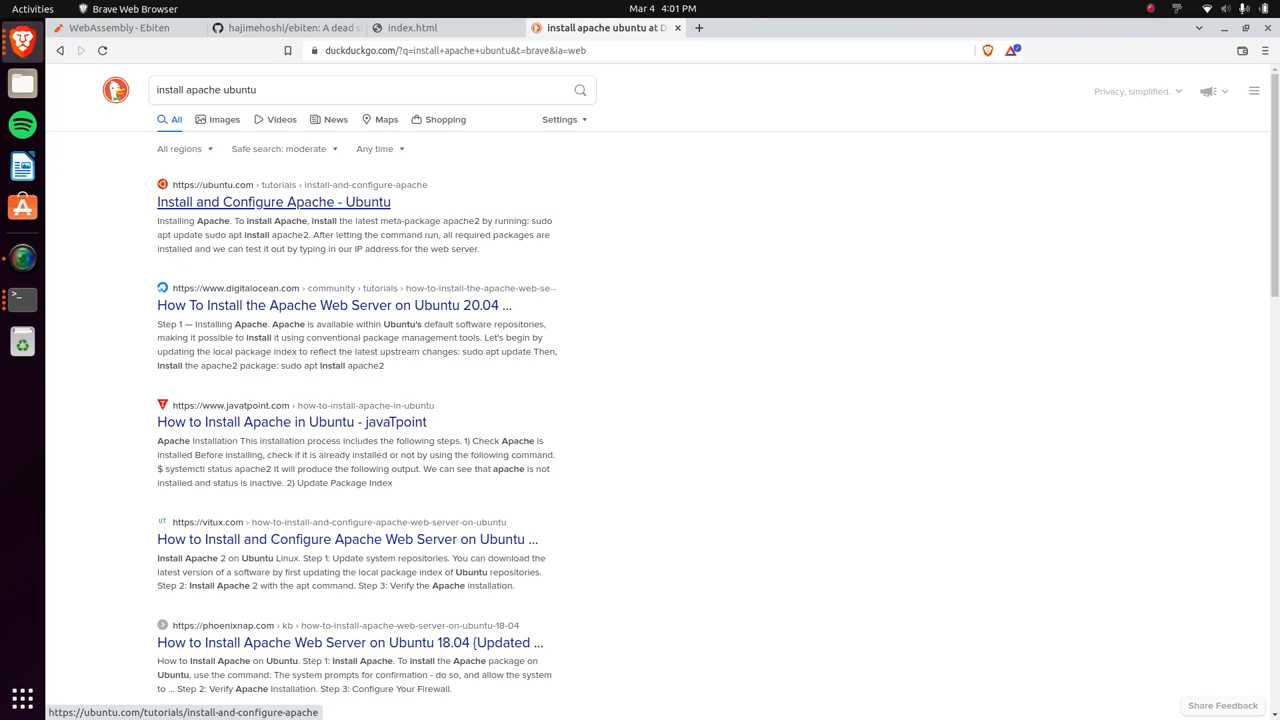 Activities
Brave Web Browser
Mar 4 4:01 PM
WebAssembly - Ebiten
hajimehoshi/ebiten: A dead s
index.html
install apache ubuntu at D
duckduckgo.com/?q=install+apache+ubuntu&t=brave&ia=web
install apache ubuntu
Privacy, simplified.
All
Images
Videos
News
Maps
Shopping
Settings
All regions
Safe search: moderate
Any time
https://ubuntu.com › tutorials › install-and-configure-apache
Install and Configure Apache - Ubuntu
Installing Apache. To install Apache, install the latest meta-package apache2 by running: sudo
apt update sudo apt install apache2. After letting the command run, all required packages are
installed and we can test it out by typing in our IP address for the web server.
https://www.digitalocean.com › community › tutorials › how-to-install-the-apache-web-se...
How To Install the Apache Web Server on Ubuntu 20.04 ...
Step 1 — Installing Apache. Apache is available within Ubuntu's default software repositories,
making it possible to install it using conventional package management tools. Let's begin by
updating the local package index to reflect the latest upstream changes: sudo apt update Then,
install the apache2 package: sudo apt install apache2
https://www.javatpoint.com › how-to-install-apache-in-ubuntu
How to Install Apache in Ubuntu - javaTpoint
Apache Installation This installation process includes the following steps. 1) Check Apache is
installed Before installing, check if it is already installed or not by using the following command.
$ systemctl status apache2 It will produce the following output. We can see that apache is not
installed and status is inactive. 2) Update Package Index
https://vitux.com › how-to-install-and-configure-apache-web-server-on-ubuntu
How to Install and Configure Apache Web Server on Ubuntu ...
Install Apache 2 on Ubuntu Linux. Step 1: Update system repositories. You can download the
latest version of a software by first updating the local package index of Ubuntu repositories.
Step 2: Install Apache 2 with the apt command. Step 3: Verify the Apache installation.
https://phoenixnap.com › kb › how-to-install-apache-web-server-on-ubuntu-18-04
How to Install Apache Web Server on Ubuntu 18.04 {Updated ...
How to Install Apache on Ubuntu. Step 1: Install Apache. To install the Apache package on
Ubuntu, use the command: The system prompts for confirmation - do so, and allow the system
to ... Step 2: Verify Apache Installation. Step 3: Configure Your Firewall.
Share Feedback
https://ubuntu.com/tutorials/install-and-configure-apache